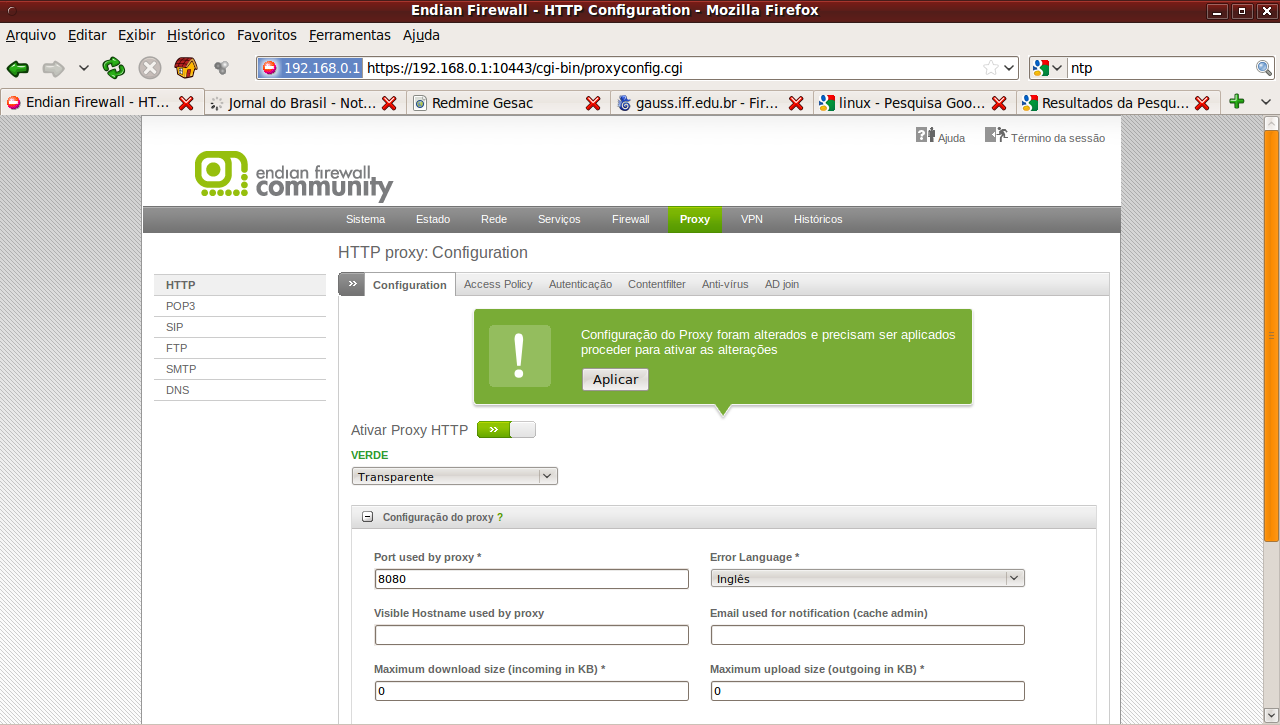 Endian Firewall - HTTP Configuration - Mozilla Firefox
Arquivo Editar Exibir Histórico Favoritos Ferramentas Ajuda
192.168.0.1 https://192.168.0.1:10443/cgi-bin/proxyconfig.cgi ntp
Endian Firewall - HT... Jornal do Brasil - Not... Redmine Gesac gauss.iff.edu.br - Fir... linux - Pesquisa Goo... Resultados da Pesqu...
Ajuda Término da sessão
endian firewall
community
Sistema Estado Rede Serviços Firewall Proxy VPN Históricos
HTTP proxy: Configuration
HTTP
POP3
SIP
FTP
SMTP
DNS
» Configuration Access Policy Autenticação Contentfilter Anti-vírus AD join
!
Configuração do Proxy foram alterados e precisam ser aplicados
proceder para ativar as alterações
Aplicar
Ativar Proxy HTTP »
VERDE
Transparente
Configuração do proxy ?
Port used by proxy * Error Language *
8080 Inglês
Visible Hostname used by proxy Email used for notification (cache admin)
Maximum download size (incoming in KB) * Maximum upload size (outgoing in KB) *
0 0